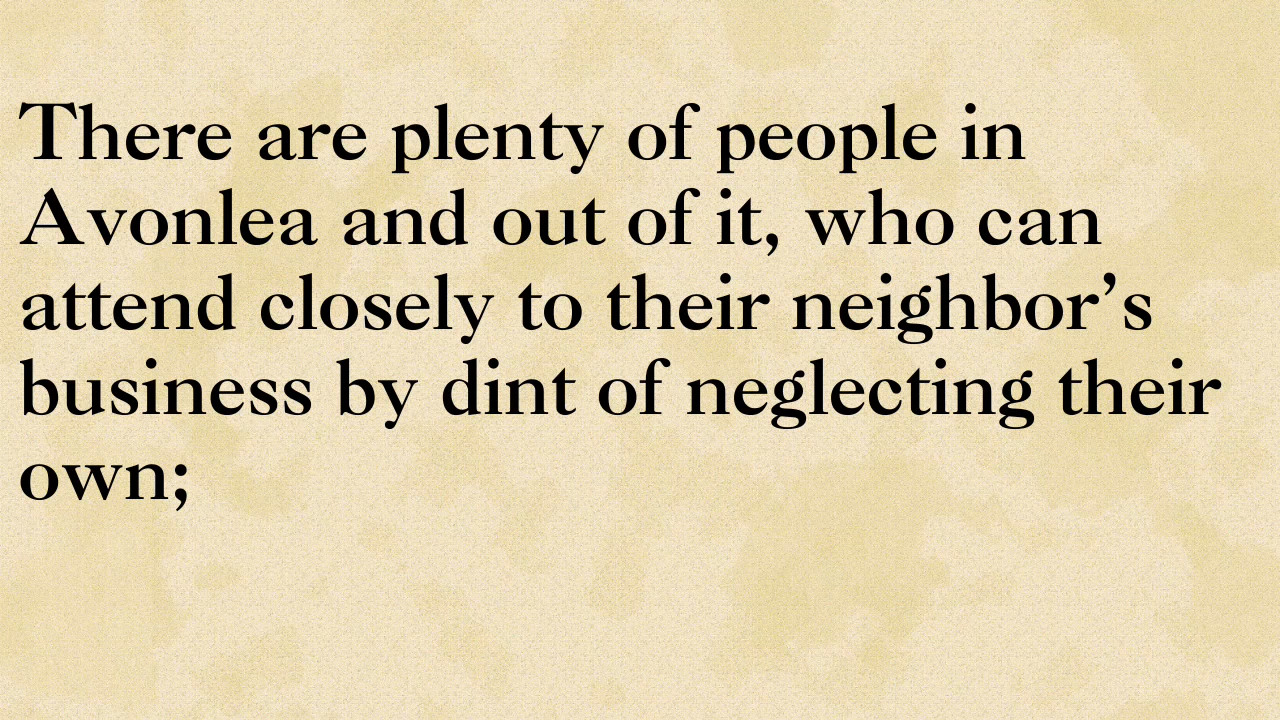 There are plenty of people in
Avonlea and out of it, who can
attend closely to their neighbor’s
business by dint of neglecting their
own;